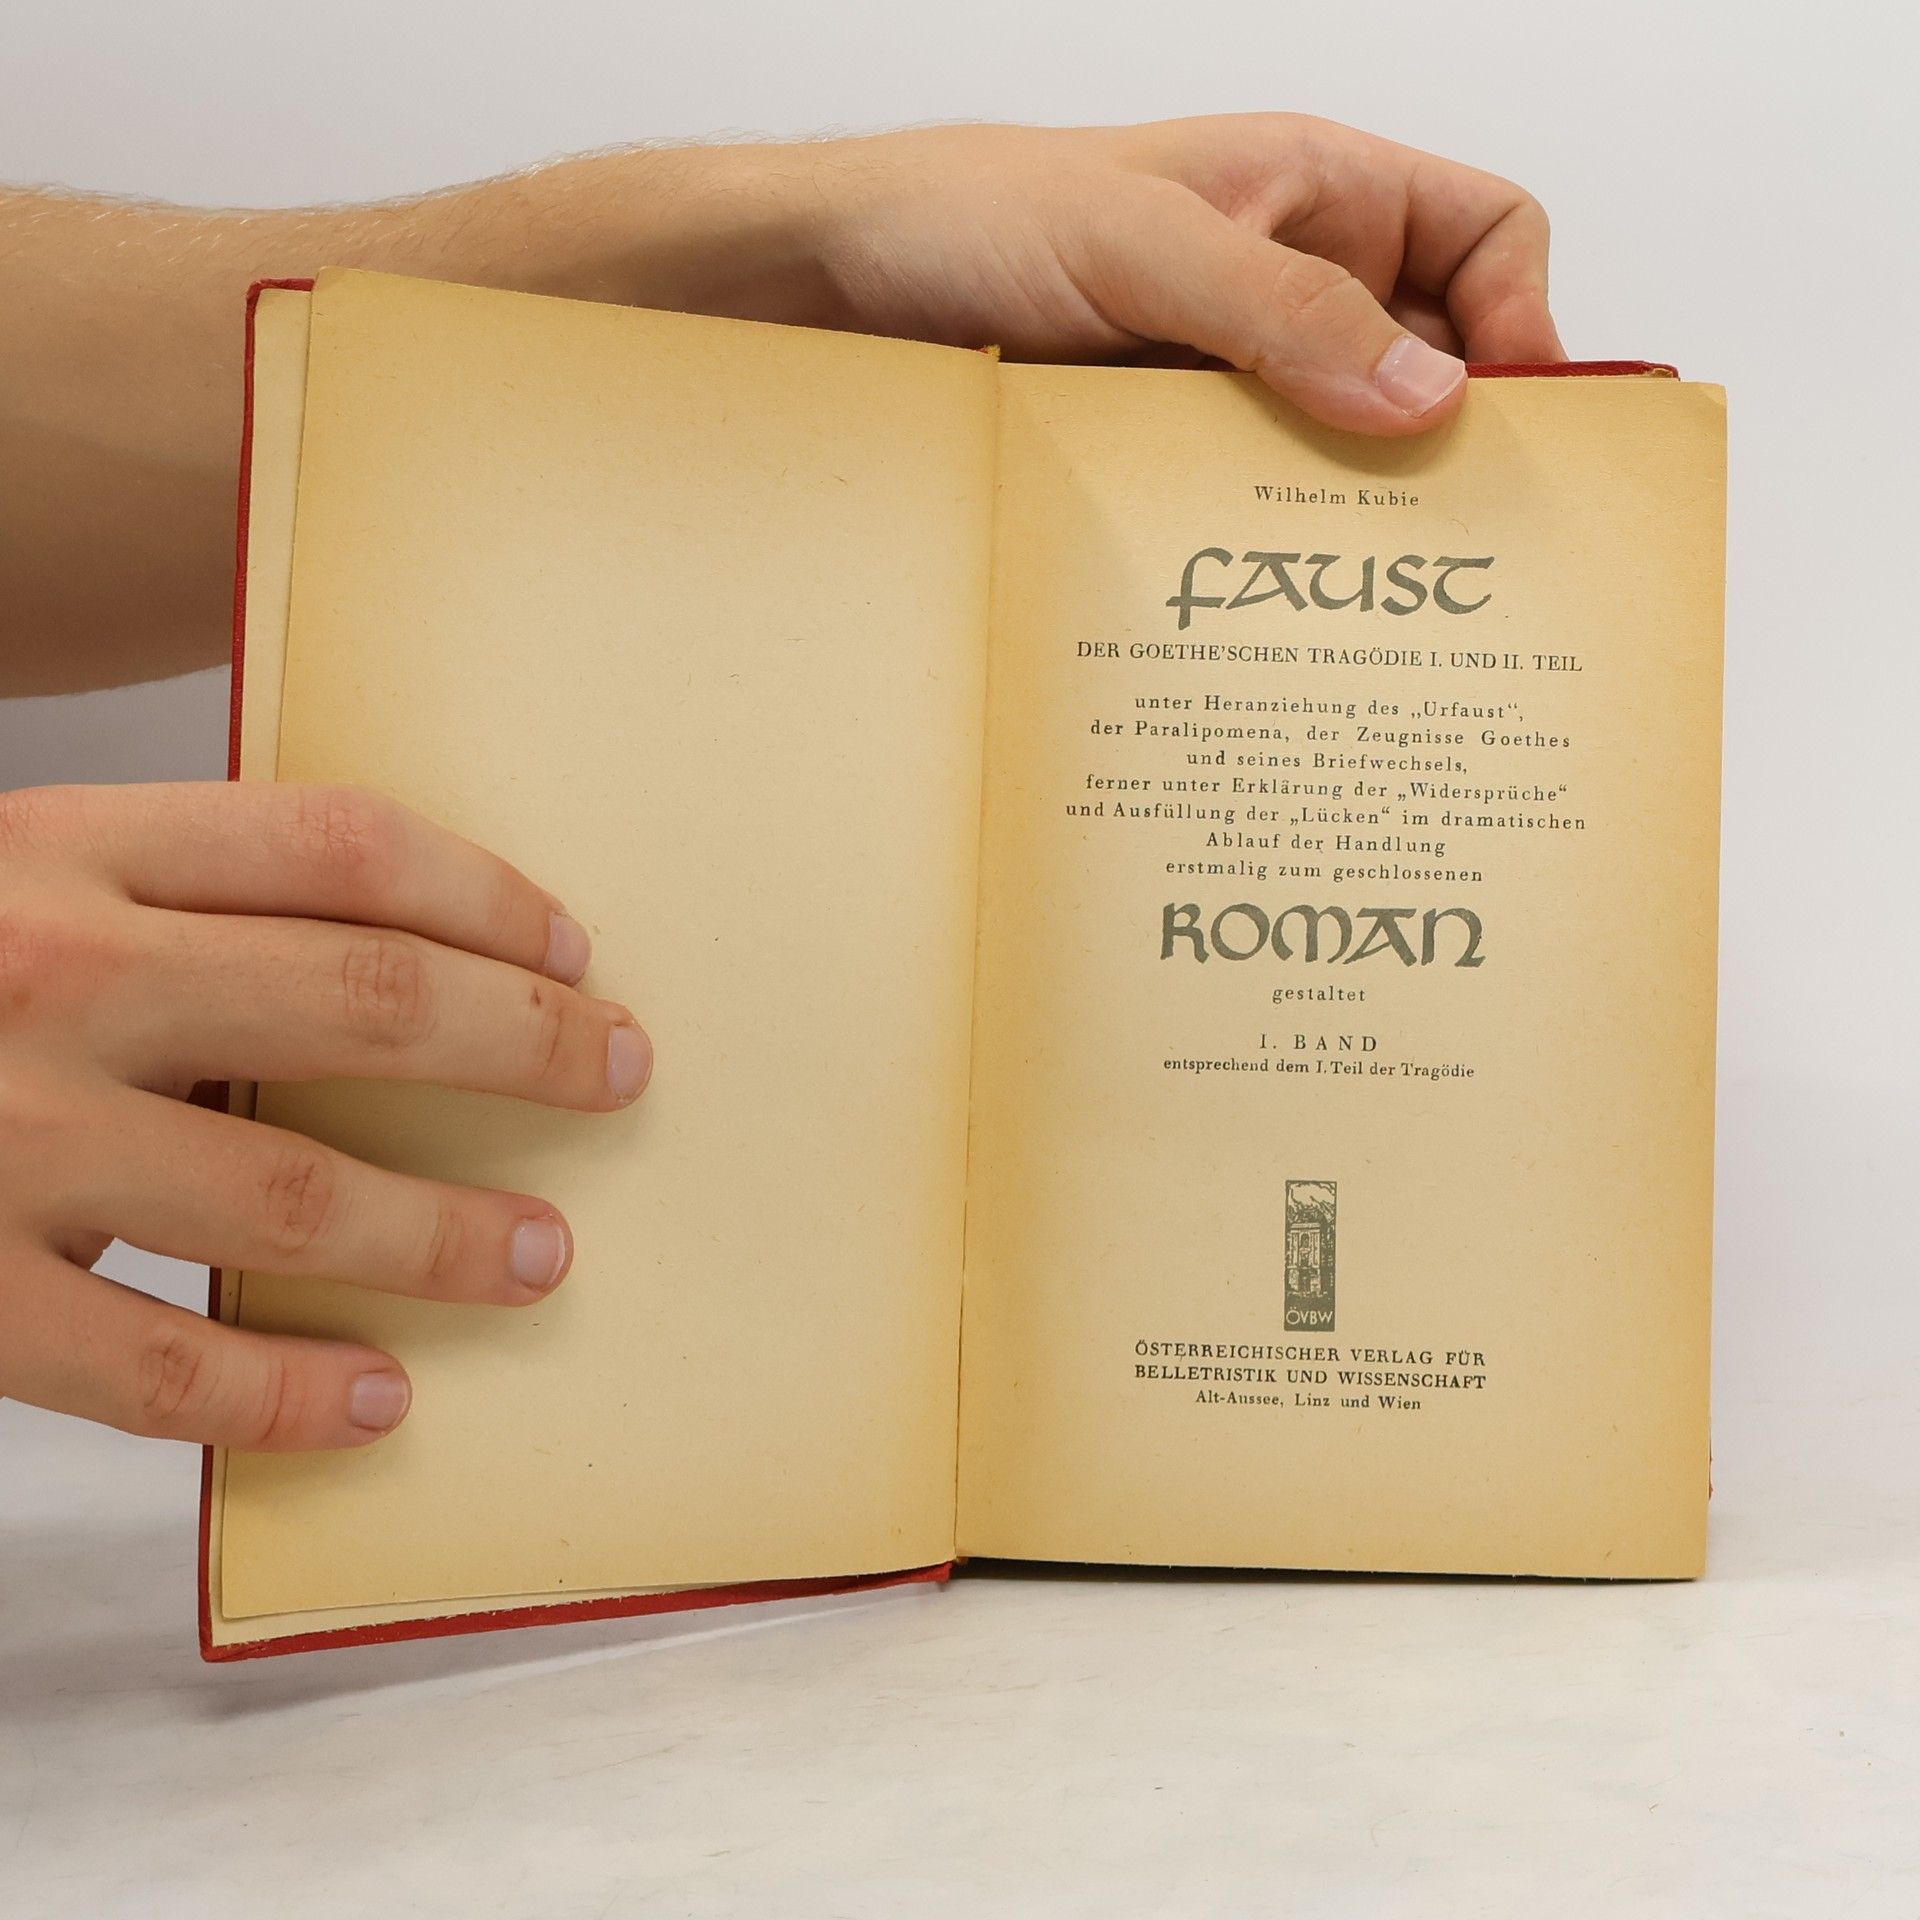 Wilhelm Kubie
FAUST
DER GOETHE'SCHEN TRAGÖDIE I. UND II. TEIL
unter Heranziehung des „Urfaust“,
der Paralipomena, der Zeugnisse Goethes
und seines Briefwechsels,
ferner unter Erklärung der „Widersprüche“
und Ausfüllung der „Lücken“ im dramatischen
Ablauf der Handlung
erstmalig zum geschlossenen
ROMAN
gestaltet
I. BAND
entsprechend dem I. Teil der Tragödie
ÖVBW
ÖSTERREICHISCHER VERLAG FÜR
BELLETRISTIK UND WISSENSCHAFT
Alt-Aussee, Linz und Wien